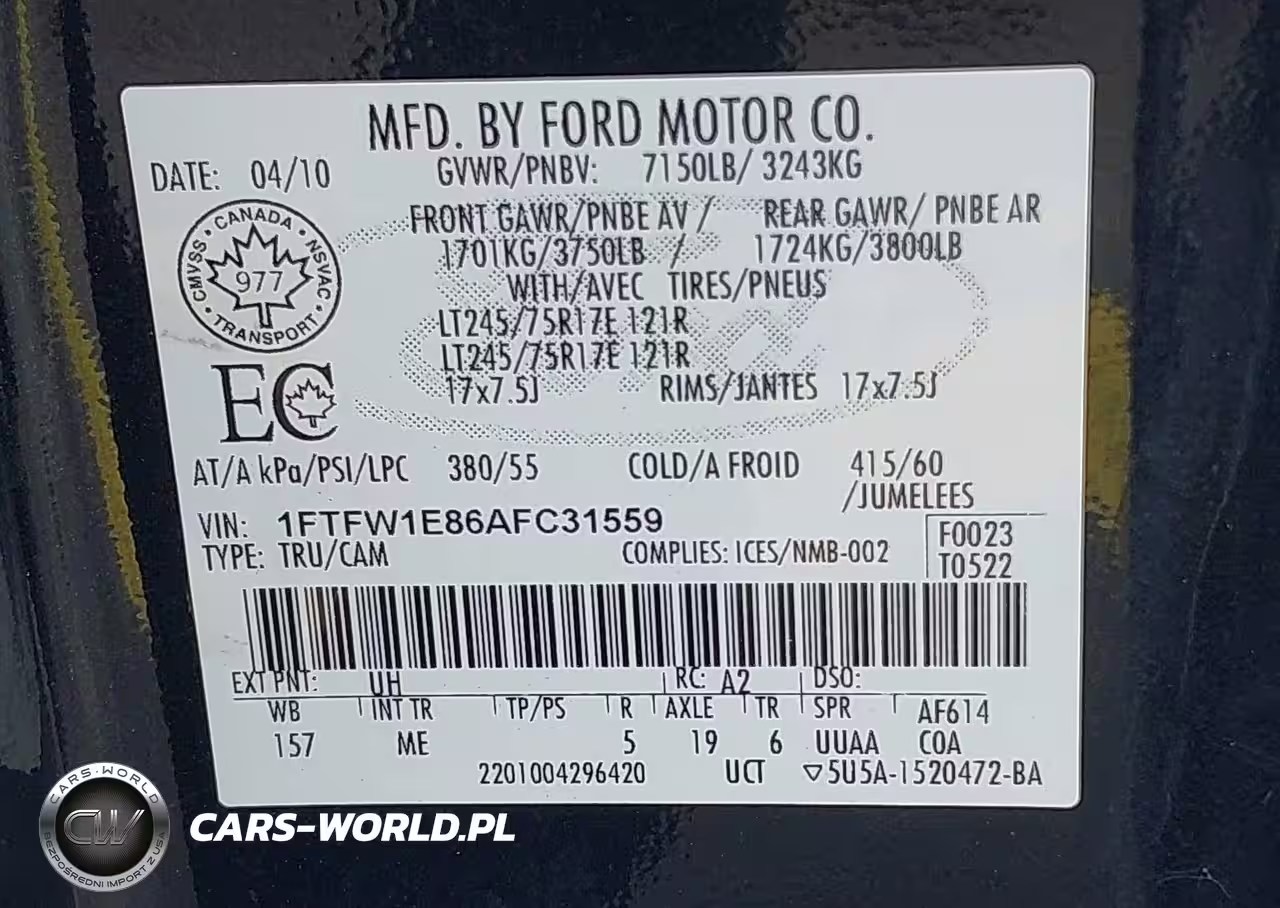 MFD. BY FORD MOTOR CO.
DATE: 04/10
GVWR/PNBV: 7150LB/ 3243KG
FRONT GAWR/PNBE AV / REAR GAWR/ PNBE AR
1701KG/3750LB / 1724KG/3800LB
WITH/AVEC TIRES/PNEUS
LT245/75R17E 121R
LT245/75R17E 121R
17x7.5J RIMS/JANTES 17x7.5J
CANADA
CMVSS • NSVAC
977
TRANSPORT
EC
AT/A kPa/PSI/LPC 380/55 COLD/A FROID 415/60
/JUMELEES
VIN: 1FTFW1E86AFC31559
TYPE: TRU/CAM COMPLIES: ICES/NMB-002
F0023
T0522
EXT PNT: UH RC: A2 DSO:
WB INT TR TP/PS R AXLE TR SPR AF614
157 ME 5 19 6 UUAA COA
2201004296420 UCT ▽5U5A-1520472-BA
CARS-WORLD
CW
BEZPOŚREDNI IMPORT Z USA
CARS-WORLD.PL